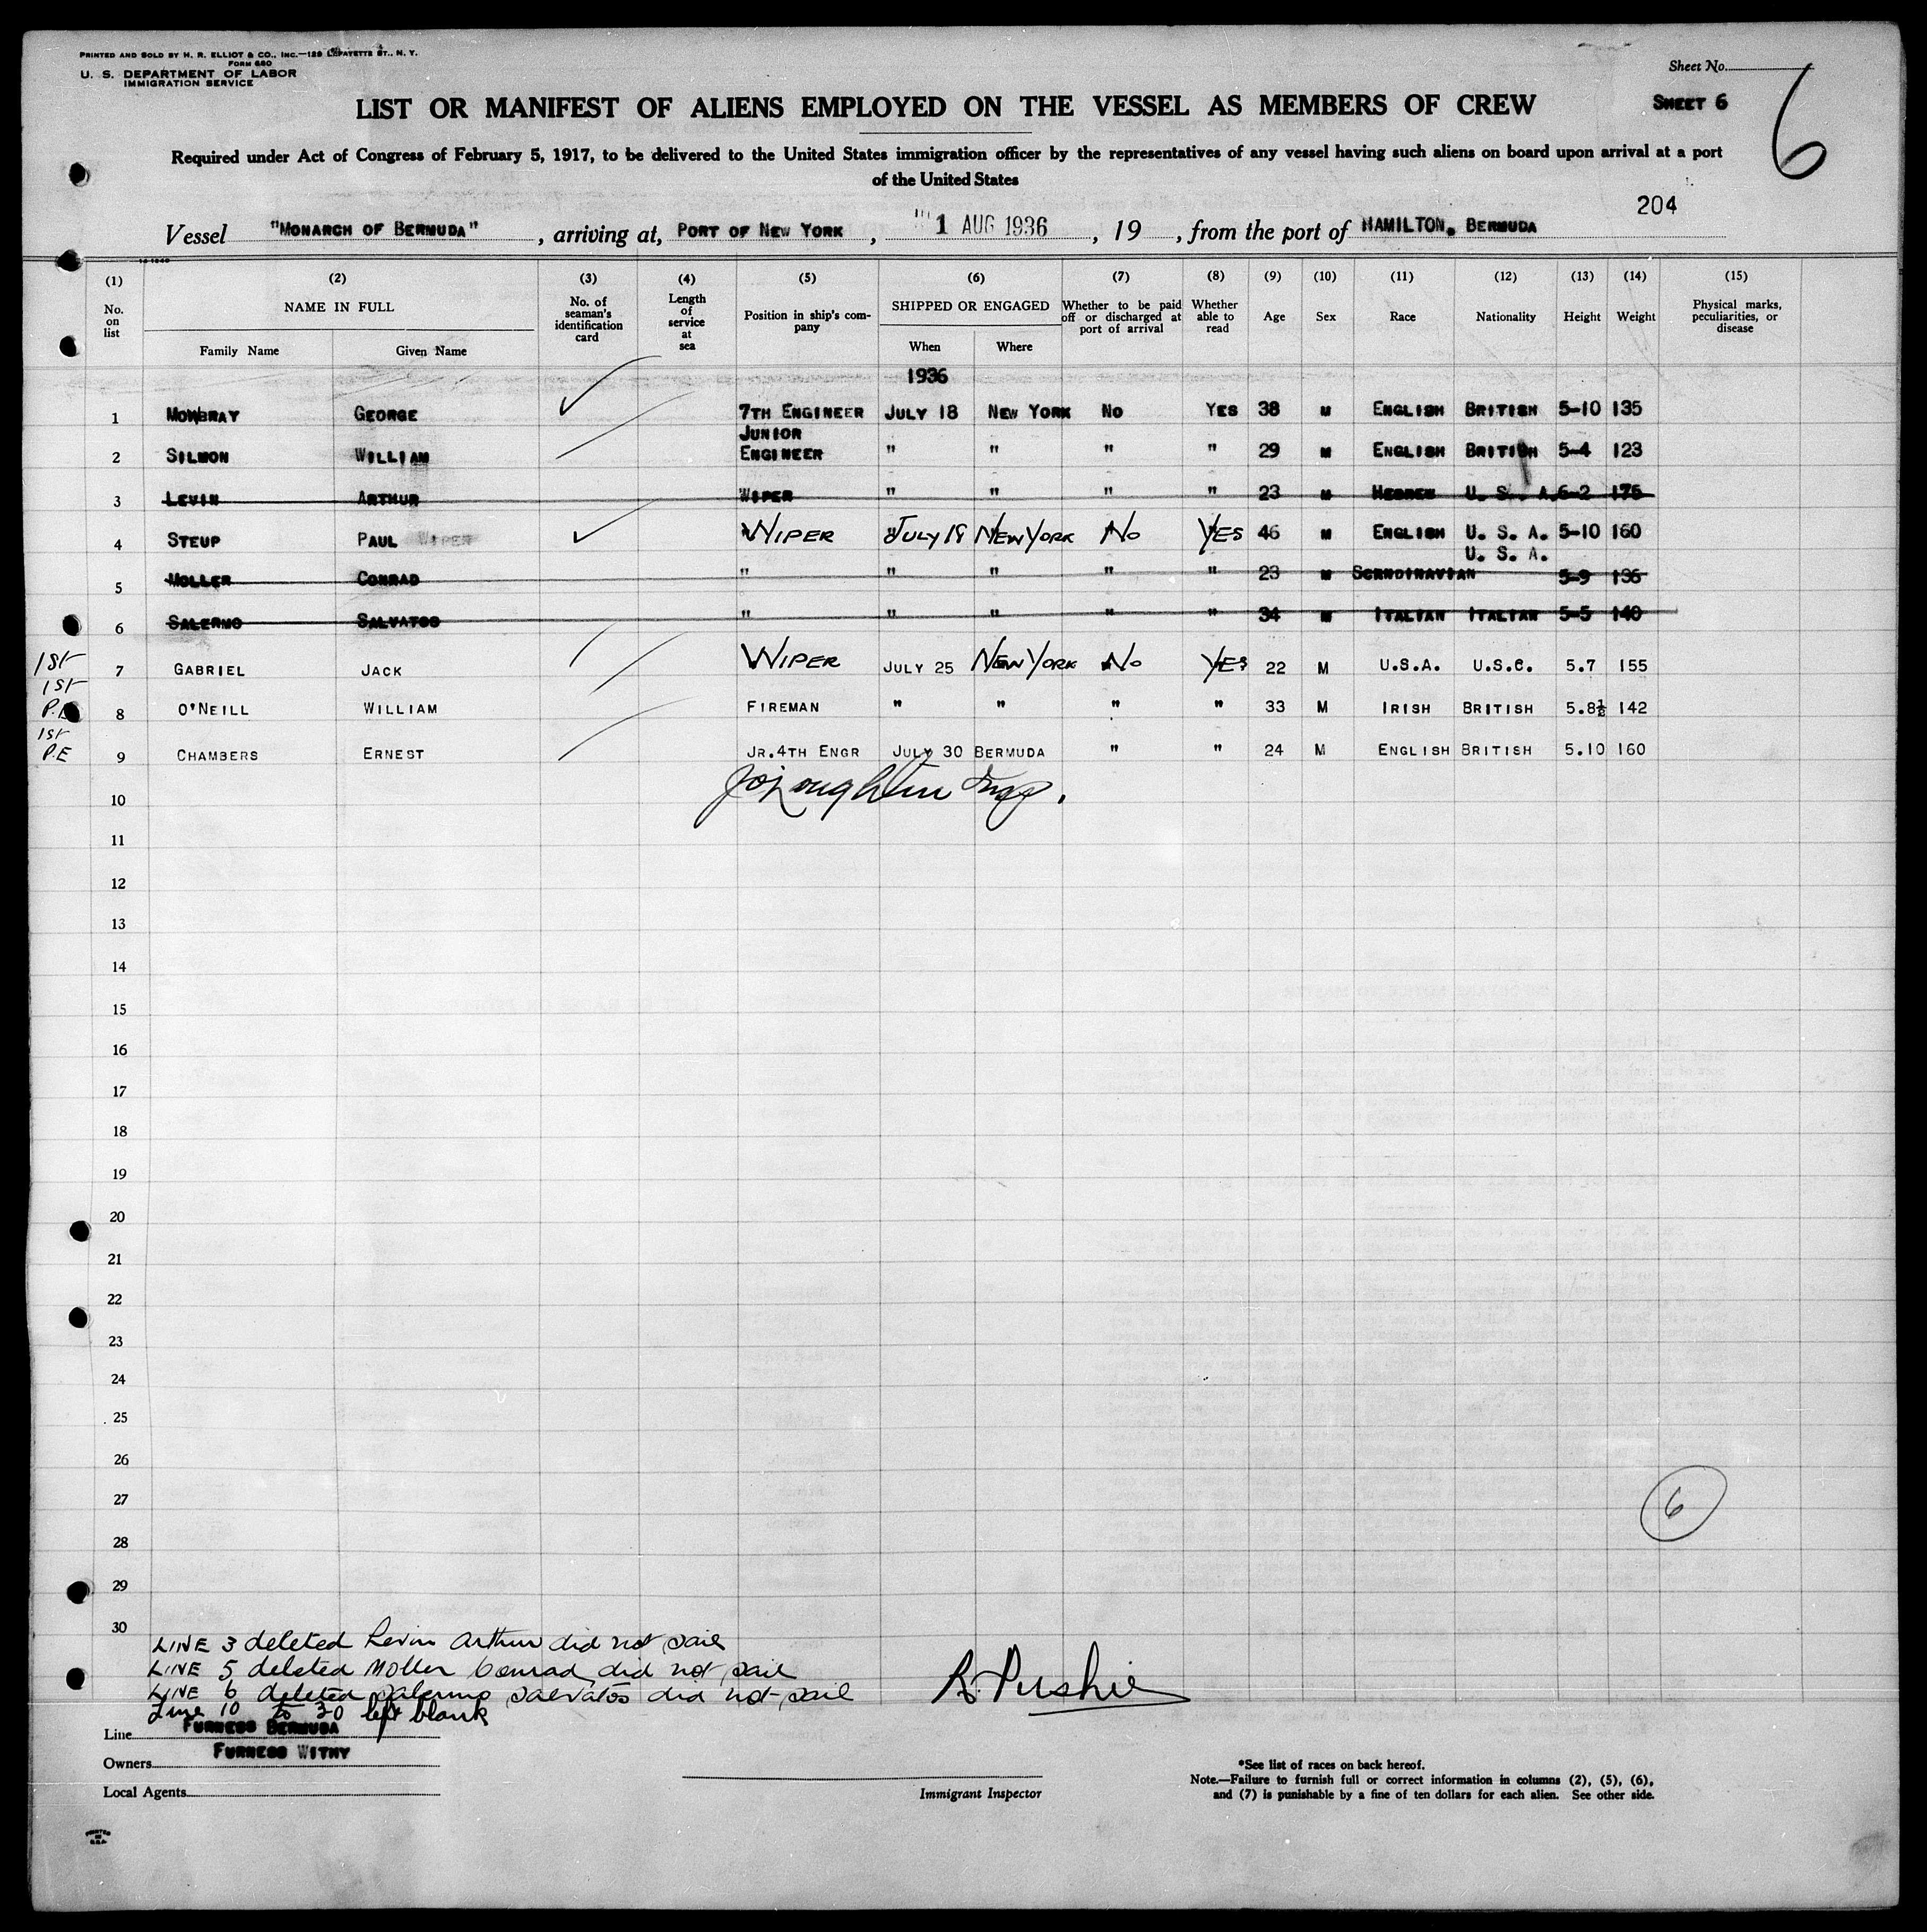 PRINTED AND SOLD BY H. R. ELLIOT & CO., INC.—129 LAFAYETTE ST., N. Y.
FORM 680
U. S. DEPARTMENT OF LABOR
IMMIGRATION SERVICE
Sheet No.
SHEET 6
6
LIST OR MANIFEST OF ALIENS EMPLOYED ON THE VESSEL AS MEMBERS OF CREW
Required under Act of Congress of February 5, 1917, to be delivered to the United States immigration officer by the representatives of any vessel having such aliens on board upon arrival at a port
of the United States
204
Vessel "MONARCH OF BERMUDA", arriving at, PORT OF NEW YORK, 1 AUG 1936, 19 , from the port of HAMILTON, BERMUDA
(1) (2) (3) (4) (5) (6) (7) (8) (9) (10) (11) (12) (13) (14) (15)
No. on list NAME IN FULL Family Name Given Name No. of seaman's identification card Length of service at sea Position in ship's company SHIPPED OR ENGAGED When Where Whether to be paid off or discharged at port of arrival Whether able to read Age Sex Race Nationality Height Weight Physical marks, peculiarities, or disease
1936
1 MOWBRAY GEORGE 7TH ENGINEER JULY 18 NEW YORK NO YES 38 M ENGLISH BRITISH 5-10 135
2 SILMON WILLIAM JUNIOR ENGINEER " " " " 29 M ENGLISH BRITISH 5-4 123
3 LEVIN ARTHUR WIPER " " " " 23 M HEBREW U. S. A. 6-2 175
4 STEUP PAUL WIPER WIPER JULY 18 NEW YORK NO YES 46 M ENGLISH U. S. A. 5-10 160
5 MOLLER CONRAD " " " " " 23 M SCANDINAVIAN U. S. A. 5-9 136
6 SALERNO SALVATOO " " " " " 34 M ITALIAN ITALIAN 5-5 140
1st 7 GABRIEL JACK WIPER JULY 25 NEW YORK NO YES 22 M U.S.A. U.S.C. 5.7 155
1st P.E 8 O'NEILL WILLIAM FIREMAN " " " " 33 M IRISH BRITISH 5.8½ 142
1st P.E 9 CHAMBERS ERNEST JR.4TH ENGR JULY 30 BERMUDA " " 24 M ENGLISH BRITISH 5.10 160
10
11
12
13
14
15
16
17
18
19
20
21
22
23
24
25
26
27
6
28
29
30
LINE 3 deleted Levin Arthur did not sail
LINE 5 deleted Moller Conrad did not sail
LINE 6 deleted Salerno Salvatoo did not sail
Line 10 to 30 left blank
R. Pushie
Line FURNESS BERMUDA
Owners FURNESS WITHY
Local Agents
Immigrant Inspector
*See list of races on back hereof.
Note.—Failure to furnish full or correct information in columns (2), (5), (6),
and (7) is punishable by a fine of ten dollars for each alien. See other side.
PRINTED IN U.S.A.